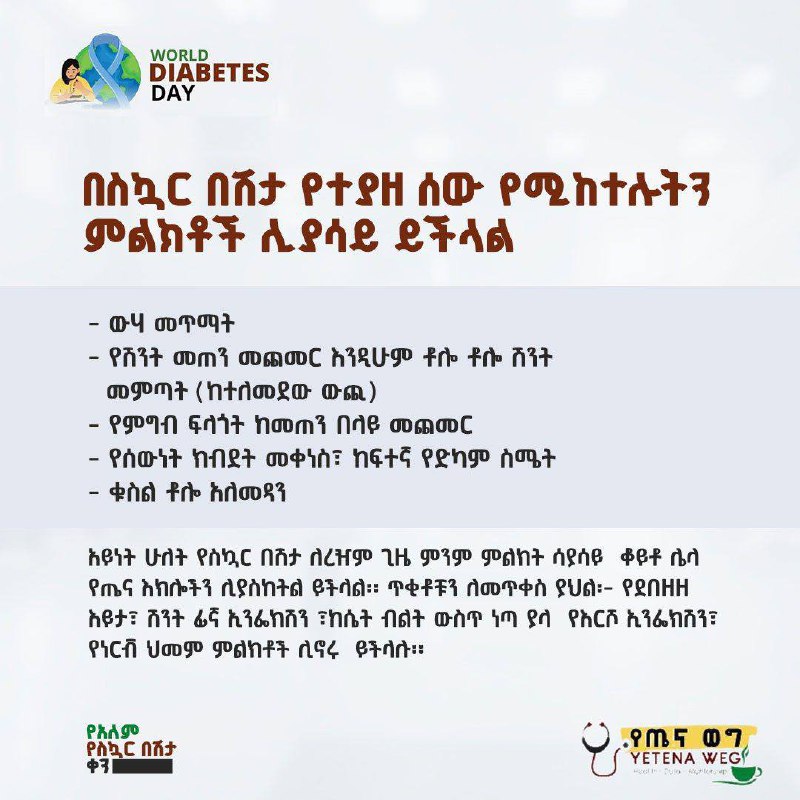 WORLD
DIABETES
DAY
በስኳር በሽታ የተያዘ ሰው የሚከተሉትን
ምልክቶች ሊያሳይ ይችላል
- ውሃ መጥማት
- የሽንት መጠን መጨመር እንዲሁም ቶሎ ቶሎ ሽንት
መምጣት (ከተለመደው ውጪ)
- የምግብ ፍላጎት ከመጠን በላይ መጨመር
- የሰውነት ክብደት መቀነስ፣ ከፍተኛ የድካም ስሜት
- ቁስል ቶሎ አለመዳን
አይነት ሁለት የስኳር በሽታ ለረዥም ጊዜ ምንም ምልክት ሳያሳይ ቆይቶ ሌላ
የጤና እክሎችን ሊያስከትል ይችላል። ጥቂቶቹን ለመጥቀስ ያህል፡- የደበዘዘ
እይታ፣ ሽንት ፊኛ ኢንፌክሽን ፣ከሴት ብልት ውስጥ ነጣ ያላ የእርሾ ኢንፌክሽን፣
የነርቭ ህመም ምልክቶች ሊኖሩ ይችላሉ።
የአለም
የስኳር በሽታ
ቀን
የጤና ወግ
YETENA WEG